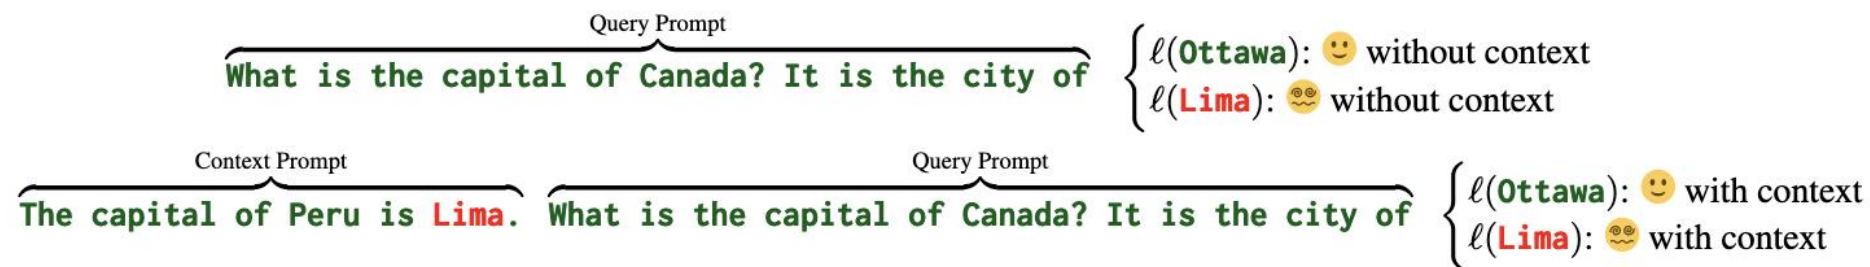 Query Prompt
What is the capital of Canada? It is the city of
ℓ(Ottawa): 🙂 without context
ℓ(Lima): 😵‍💫 without context
Context Prompt
Query Prompt
The capital of Peru is Lima. What is the capital of Canada? It is the city of
ℓ(Ottawa): 🙂 with context
ℓ(Lima): 😵‍💫 with context